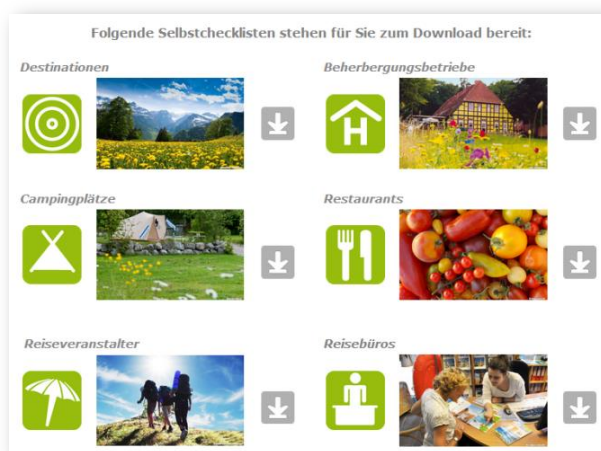 Folgende Selbstchecklisten stehen für Sie zum Download bereit:
Destinationen
Beherbergungsbetriebe
H
Campingplätze
Restaurants
Reiseveranstalter
Reisebüros